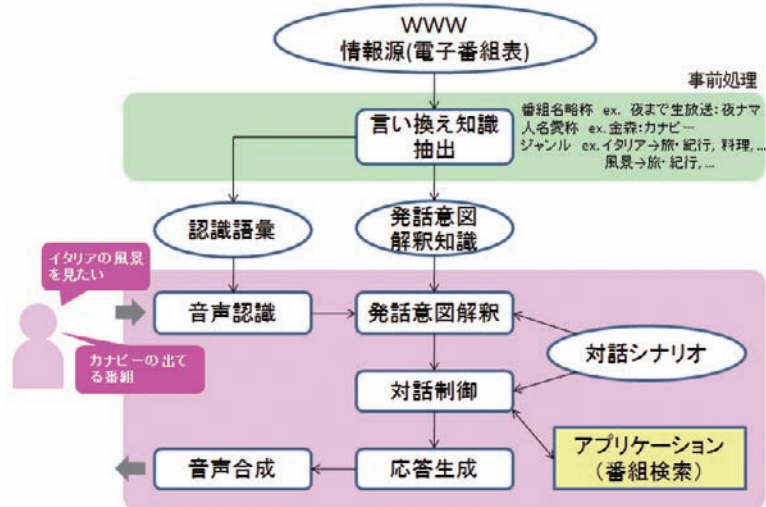 WWW
情報源(電子番組表)
事前処理
言い換え知識
抽出
番組名略称 ex. 夜まで生放送：夜ナマ
人名愛称 ex.金森：カナビー
ジャンル ex.イタリア→旅・紀行, 料理, ...
風景→旅・紀行, ...
認識語彙
発話意図
解釈知識
イタリアの風景
を見たい
音声認識
発話意図解釈
対話シナリオ
カナビーの出て
る番組
対話制御
アプリケーション
(番組検索)
音声合成
応答生成